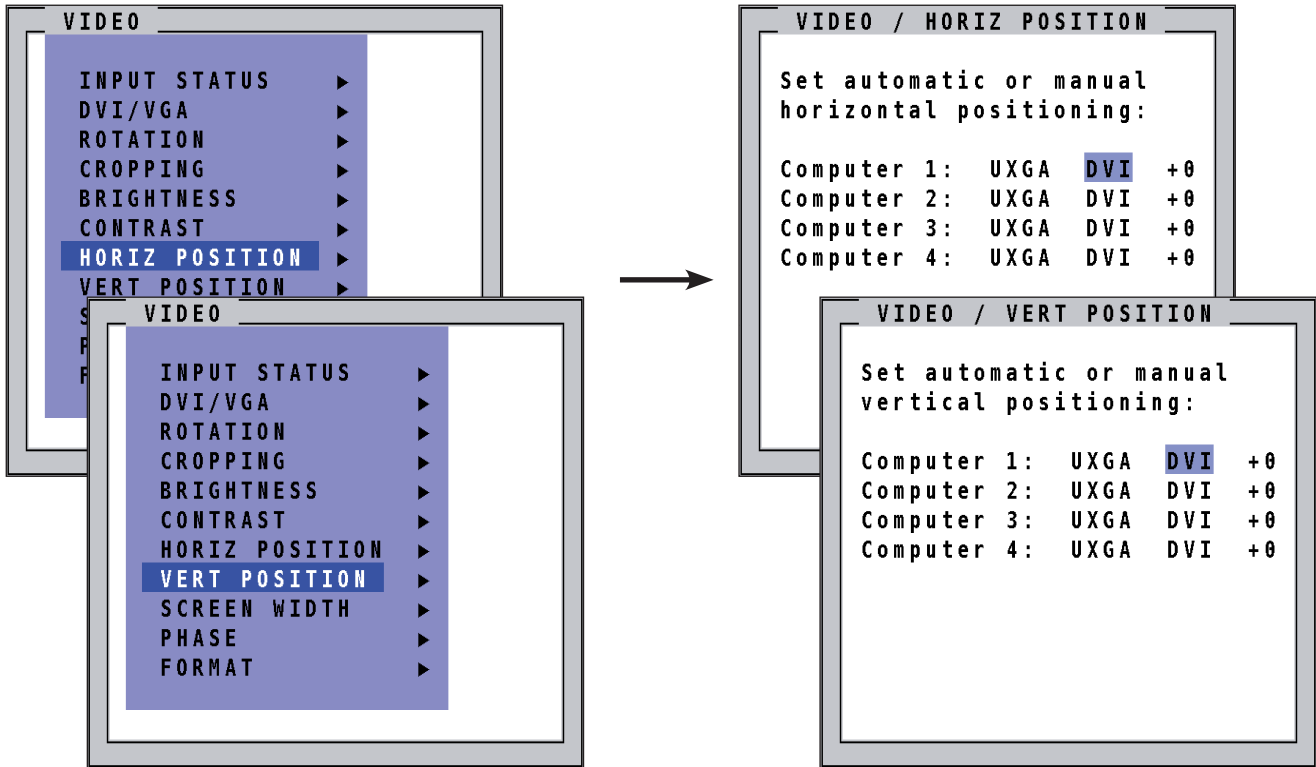 VIDEO
INPUT STATUS ▶
DVI/VGA ▶
ROTATION ▶
CROPPING ▶
BRIGHTNESS ▶
CONTRAST ▶
HORIZ POSITION ▶
VERT POSITION ▶
S
P
F
VIDEO
INPUT STATUS ▶
DVI/VGA ▶
ROTATION ▶
CROPPING ▶
BRIGHTNESS ▶
CONTRAST ▶
HORIZ POSITION ▶
VERT POSITION ▶
SCREEN WIDTH ▶
PHASE ▶
FORMAT ▶
VIDEO / HORIZ POSITION
Set automatic or manual
horizontal positioning:
Computer 1: UXGA DVI +0
Computer 2: UXGA DVI +0
Computer 3: UXGA DVI +0
Computer 4: UXGA DVI +0
VIDEO / VERT POSITION
Set automatic or manual
vertical positioning:
Computer 1: UXGA DVI +0
Computer 2: UXGA DVI +0
Computer 3: UXGA DVI +0
Computer 4: UXGA DVI +0